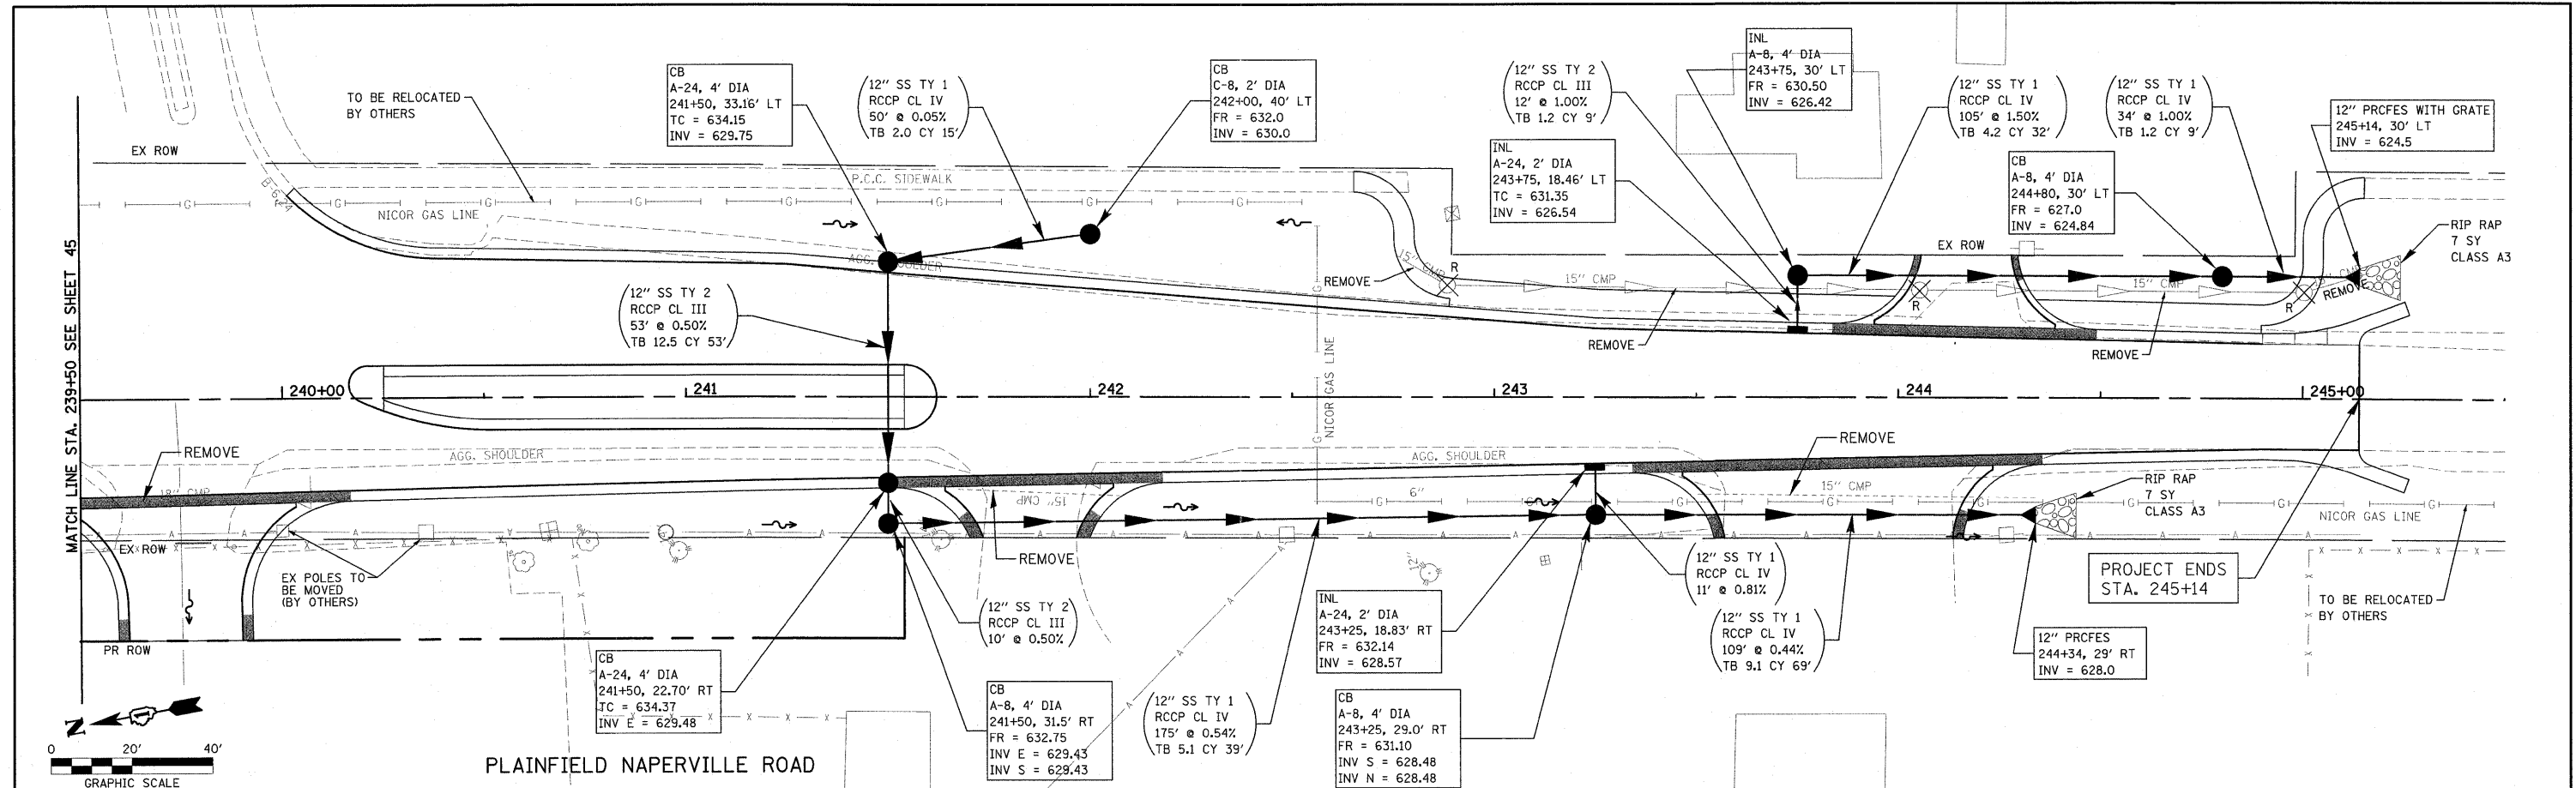 TO BE RELOCATED
BY OTHERS
EX ROW
CB
A-24, 4' DIA
241+50, 33.16' LT
TC = 634.15
INV = 629.75
12" SS TY 1
RCCP CL IV
50' @ 0.05%
TB 2.0 CY 15'
CB
C-8, 2' DIA
242+00, 40' LT
FR = 632.0
INV = 630.0
12" SS TY 2
RCCP CL III
12' @ 1.00%
TB 1.2 CY 9'
INL
A-8, 4' DIA
243+75, 30' LT
FR = 630.50
INV = 626.42
12" SS TY 1
RCCP CL IV
105' @ 1.50%
TB 4.2 CY 32'
12" SS TY 1
RCCP CL IV
34' @ 1.00%
TB 1.2 CY 9'
12" PRCFES WITH GRATE
245+14, 30' LT
INV = 624.5
INL
A-24, 2' DIA
243+75, 18.46' LT
TC = 631.35
INV = 626.54
CB
A-8, 4' DIA
244+80, 30' LT
FR = 627.0
INV = 624.84
RIP RAP
7 SY
CLASS A3
P.C.C. SIDEWALK
B-6.24
G G G G G G G G
NICOR GAS LINE
AGG. SHOULDER
EX ROW
15" CMP
R
REMOVE
15" CMP
REMOVE
R
15" CMP
REMOVE
R
REMOVE
12" SS TY 2
RCCP CL III
53' @ 0.50%
TB 12.5 CY 53'
MATCH LINE STA. 239+50 SEE SHEET 45
240+00
241
242
243
244
245+00
G
NICOR GAS LINE
G
REMOVE
AGG. SHOULDER
AGG. SHOULDER
REMOVE
18" CMP
15" CMP
6"
15" CMP
RIP RAP
7 SY
CLASS A3
NICOR GAS LINE
EX ROW
REMOVE
EX POLES TO
BE MOVED
(BY OTHERS)
12"
12" SS TY 2
RCCP CL III
10' @ 0.50%
12" SS TY 1
RCCP CL IV
11' @ 0.81%
PROJECT ENDS
STA. 245+14
TO BE RELOCATED
BY OTHERS
PR ROW
CB
A-24, 4' DIA
241+50, 22.70' RT
TC = 634.37
INV E = 629.48
INL
A-24, 2' DIA
243+25, 18.83' RT
FR = 632.14
INV = 628.57
12" SS TY 1
RCCP CL IV
109' @ 0.44%
TB 9.1 CY 69'
12" PRCFES
244+34, 29' RT
INV = 628.0
CB
A-8, 4' DIA
241+50, 31.5' RT
FR = 632.75
INV E = 629.43
INV S = 629.43
12" SS TY 1
RCCP CL IV
175' @ 0.54%
TB 5.1 CY 39'
CB
A-8, 4' DIA
243+25, 29.0' RT
FR = 631.10
INV S = 628.48
INV N = 628.48
N
0 20' 40'
GRAPHIC SCALE
PLAINFIELD NAPERVILLE ROAD